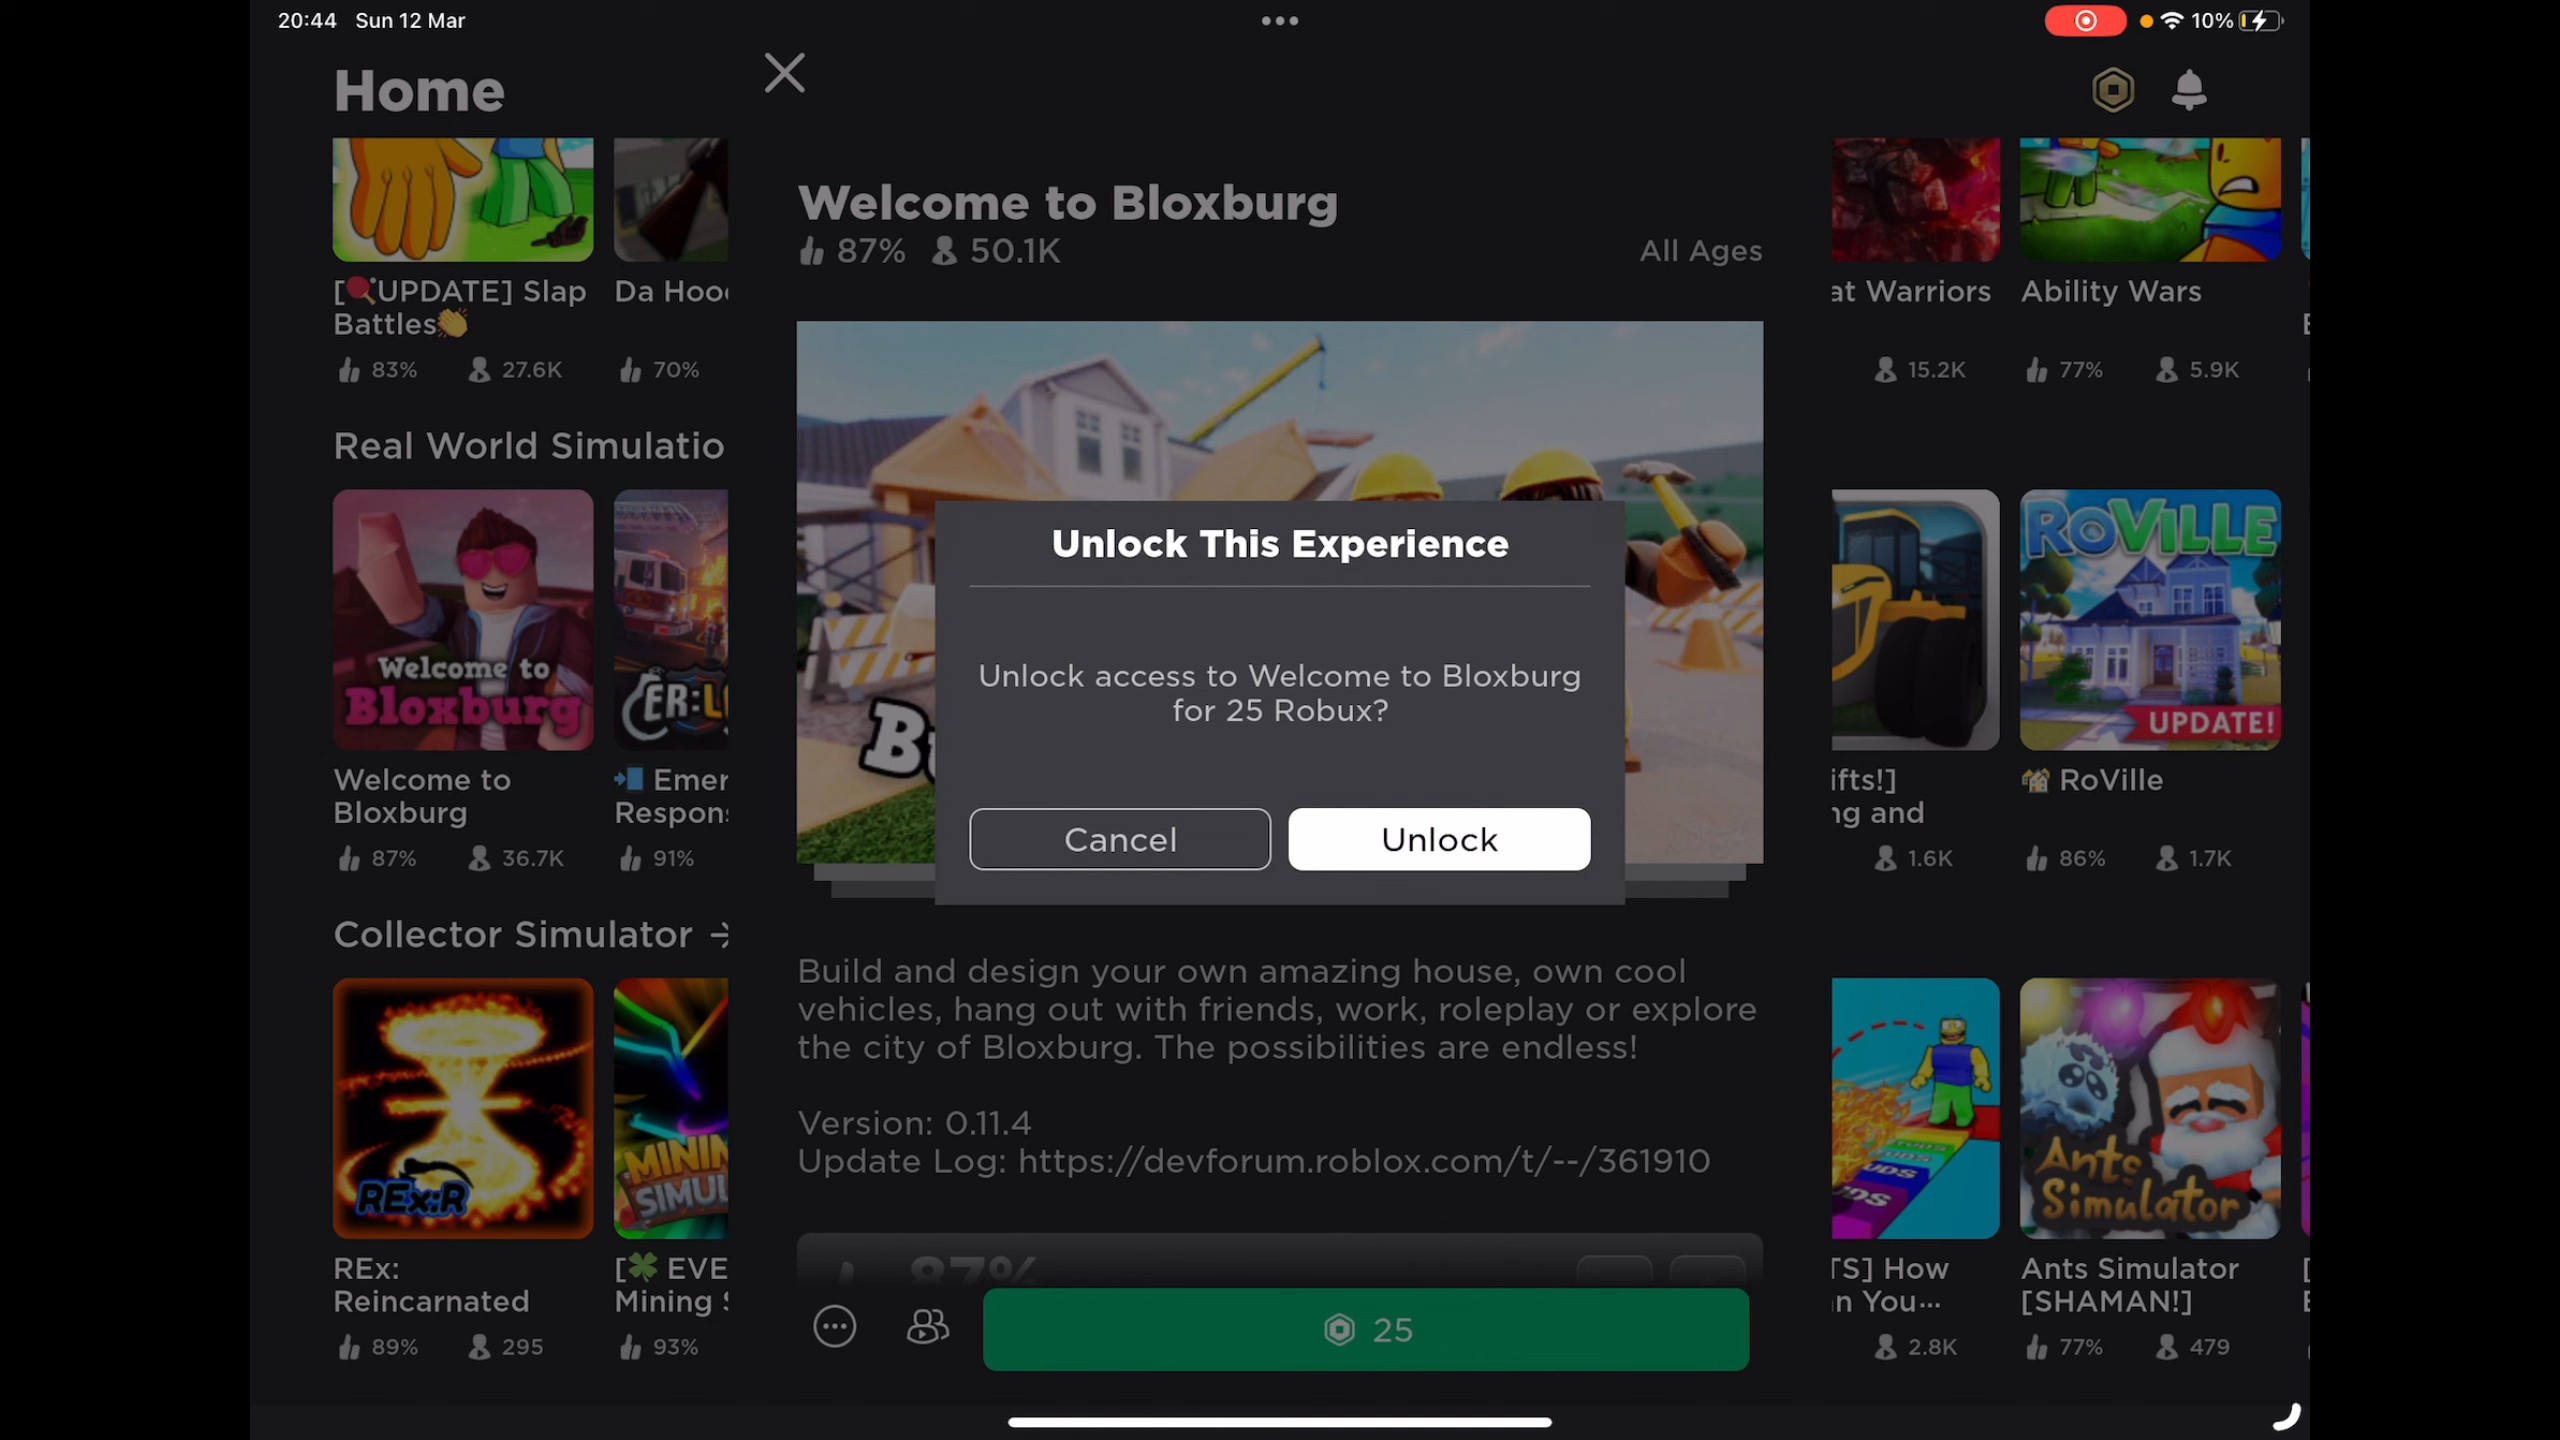 20:44 Sun 12 Mar
10%
Home
Welcome to Bloxburg
87% 50.1K
All Ages
[UPDATE] Slap
Battles
83% 27.6K
Da Hood
70%
at Warriors
15.2K
Ability Wars
77% 5.9K
Real World Simulatio
Welcome to
Bloxburg
Welcome to
Bloxburg
87% 36.7K
ER:L
Emer
Respon
91%
Unlock This Experience
Unlock access to Welcome to Bloxburg
for 25 Robux?
Cancel
Unlock
B
ifts!]
ng and
1.6K
ROVILLE
UPDATE!
RoVille
86% 1.7K
Collector Simulator
REx:R
REx:
Reincarnated
89% 295
MININ
SIMUL
[ EVE
Mining S
93%
Build and design your own amazing house, own cool
vehicles, hang out with friends, work, roleplay or explore
the city of Bloxburg. The possibilities are endless!
Version: 0.11.4
Update Log: https://devforum.roblox.com/t/--/361910
87%
25
TS] How
n You...
2.8K
Ants
Simulator
Ants Simulator
[SHAMAN!]
77% 479